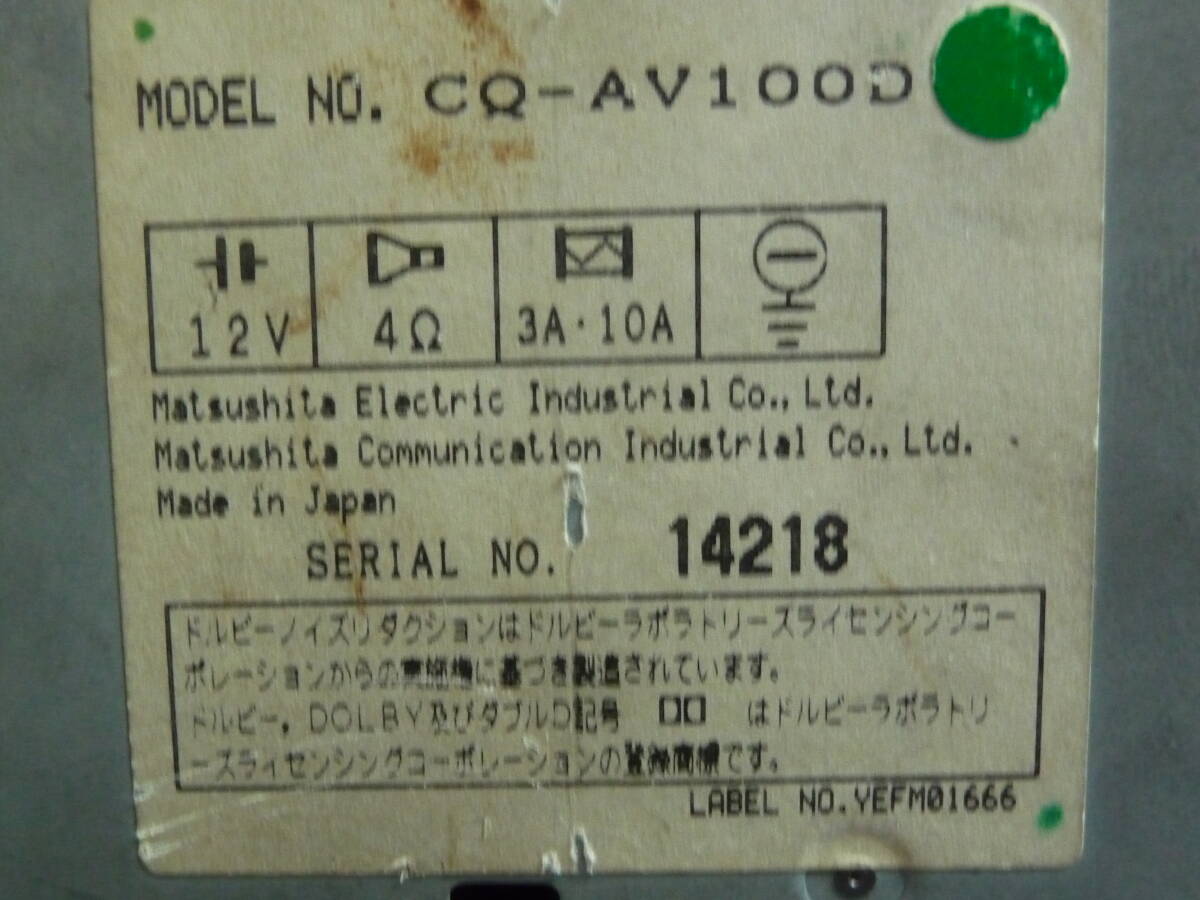 MODEL NO. CQ-AV100D
12V 4Ω 3A·10A
Matsushita Electric Industrial Co., Ltd.
Matsushita Communication Industrial Co., Ltd.
Made in Japan
SERIAL NO. 14218
ドルビーノイズリダクションはドルビーラボラトリーズライセンシングコー
ポレーションからの実施権に基づき製造されています。
ドルビー, DOLBY及びダブルD記号 はドルビーラボラトリ
ーズライセンシングコーポレーションの登録商標です。
LABEL NO. YEFM01666